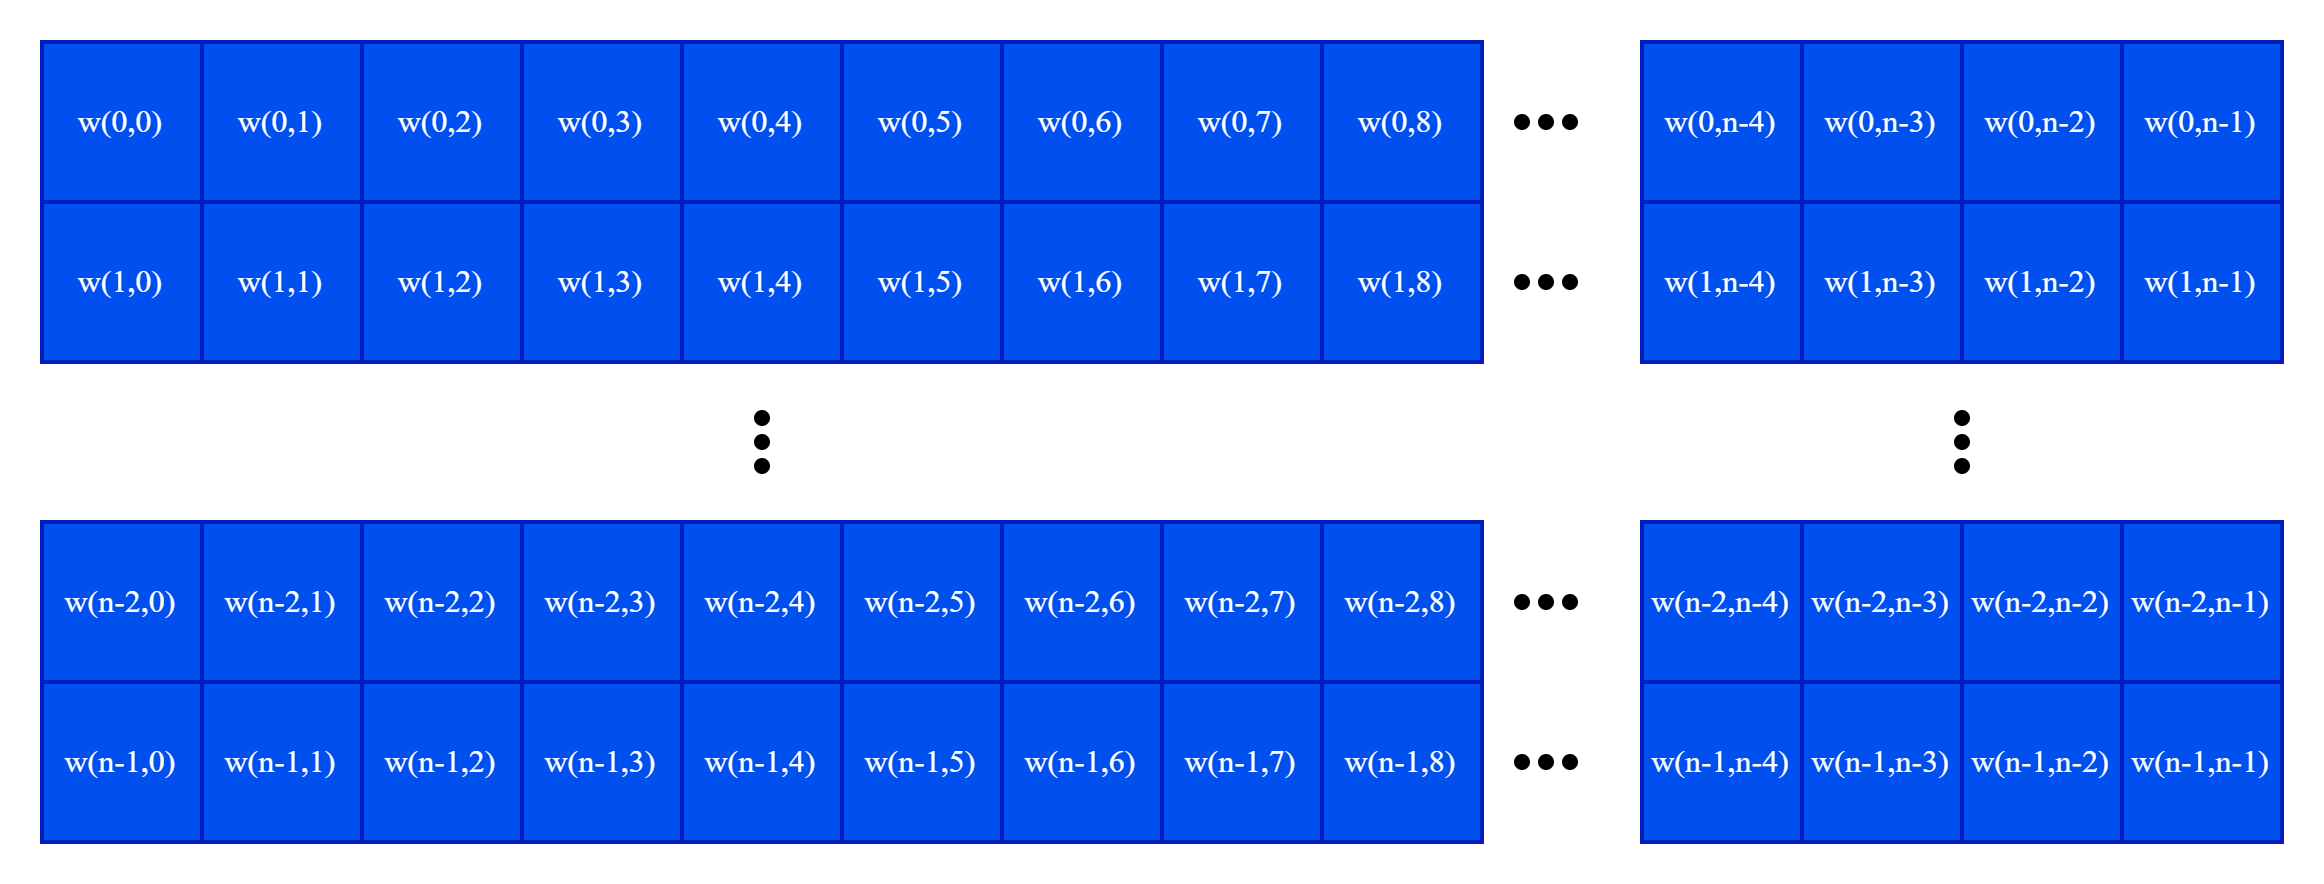 w(0,0) w(0,1) w(0,2) w(0,3) w(0,4) w(0,5) w(0,6) w(0,7) w(0,8) ••• w(0,n-4) w(0,n-3) w(0,n-2) w(0,n-1)
w(1,0) w(1,1) w(1,2) w(1,3) w(1,4) w(1,5) w(1,6) w(1,7) w(1,8) ••• w(1,n-4) w(1,n-3) w(1,n-2) w(1,n-1)
w(n-2,0) w(n-2,1) w(n-2,2) w(n-2,3) w(n-2,4) w(n-2,5) w(n-2,6) w(n-2,7) w(n-2,8) ••• w(n-2,n-4) w(n-2,n-3) w(n-2,n-2) w(n-2,n-1)
w(n-1,0) w(n-1,1) w(n-1,2) w(n-1,3) w(n-1,4) w(n-1,5) w(n-1,6) w(n-1,7) w(n-1,8) ••• w(n-1,n-4) w(n-1,n-3) w(n-1,n-2) w(n-1,n-1)